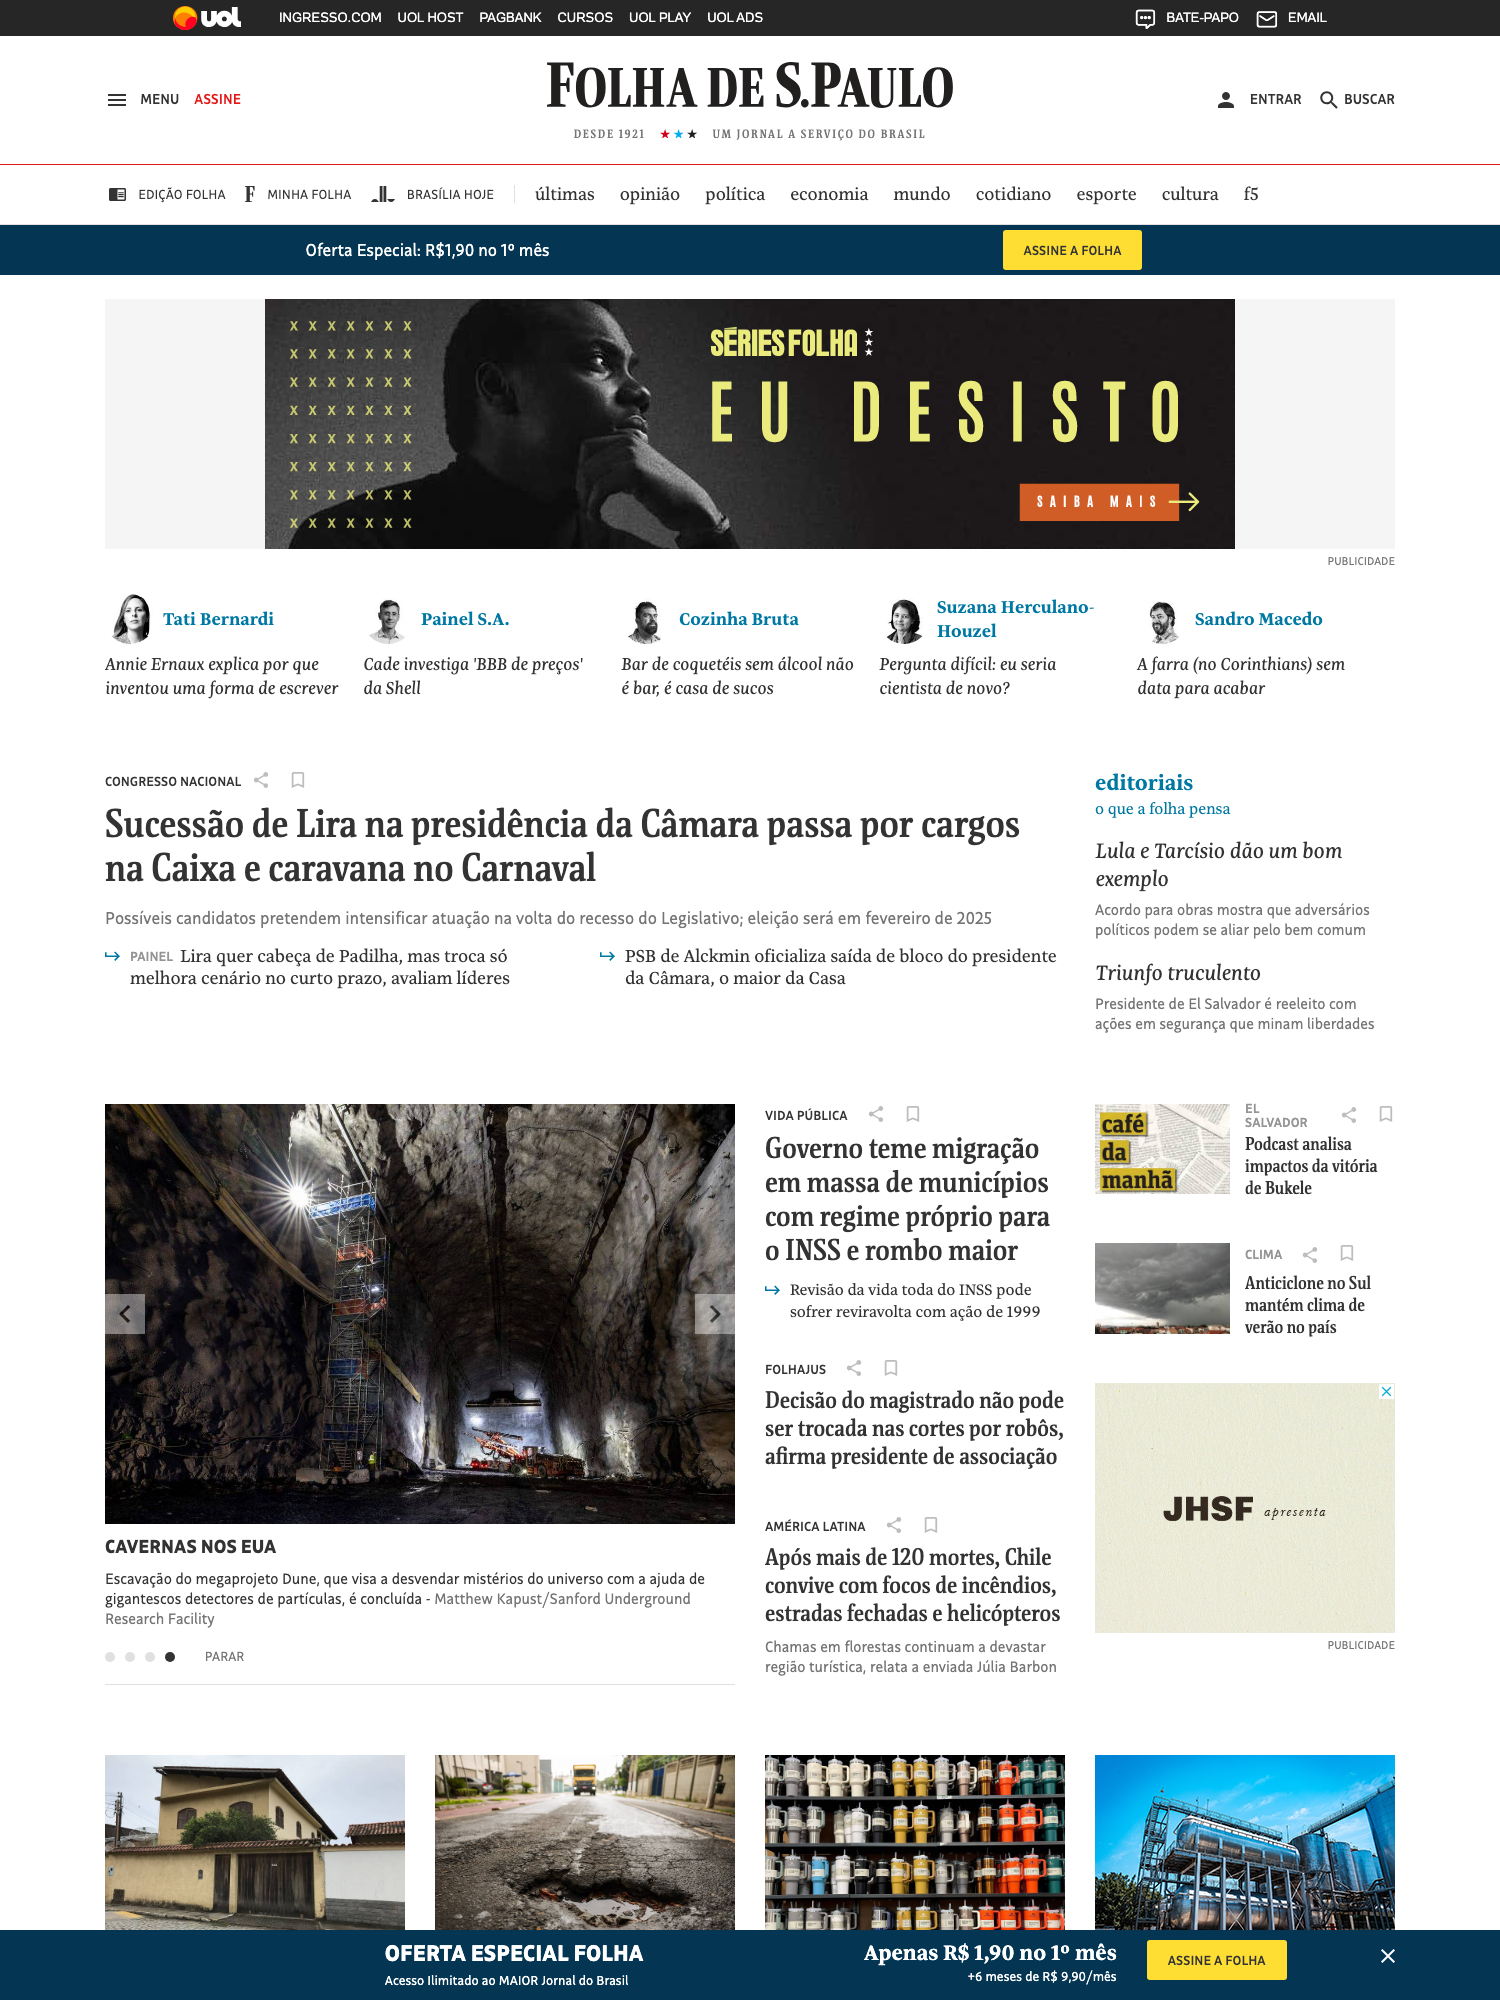 uol INGRESSO.COM UOL HOST PAGBANK CURSOS UOL PLAY UOL ADS BATE-PAPO EMAIL
MENU ASSINE FOLHA DE S.PAULO ENTRAR BUSCAR
DESDE 1921 ★★★ UM JORNAL A SERVIÇO DO BRASIL
EDIÇÃO FOLHA F MINHA FOLHA BRASÍLIA HOJE últimas opinião política economia mundo cotidiano esporte cultura f5
Oferta Especial: R$1,90 no 1º mês ASSINE A FOLHA
X X X X X X X
X X X X X X X
X X X X X X X
X X X X X X X
X X X X X X X
X X X X X X X
X X X X X X X
X X X X X X X
SÉRIES FOLHA
EU DESISTO
SAIBA MAIS
PUBLICIDADE
Tati Bernardi
Annie Ernaux explica por que
inventou uma forma de escrever
Painel S.A.
Cade investiga 'BBB de preços'
da Shell
Cozinha Bruta
Bar de coquetéis sem álcool não
é bar, é casa de sucos
Suzana Herculano-
Houzel
Pergunta difícil: eu seria
cientista de novo?
Sandro Macedo
A farra (no Corinthians) sem
data para acabar
CONGRESSO NACIONAL
Sucessão de Lira na presidência da Câmara passa por cargos
na Caixa e caravana no Carnaval
Possíveis candidatos pretendem intensificar atuação na volta do recesso do Legislativo; eleição será em fevereiro de 2025
PAINEL Lira quer cabeça de Padilha, mas troca só
melhora cenário no curto prazo, avaliam líderes
PSB de Alckmin oficializa saída de bloco do presidente
da Câmara, o maior da Casa
editoriais
o que a folha pensa
Lula e Tarcísio dão um bom
exemplo
Acordo para obras mostra que adversários
políticos podem se aliar pelo bem comum
Triunfo truculento
Presidente de El Salvador é reeleito com
ações em segurança que minam liberdades
CAVERNAS NOS EUA
Escavação do megaprojeto Dune, que visa a desvendar mistérios do universo com a ajuda de
gigantescos detectores de partículas, é concluída - Matthew Kapust/Sanford Underground
Research Facility
PARAR
VIDA PÚBLICA
Governo teme migração
em massa de municípios
com regime próprio para
o INSS e rombo maior
Revisão da vida toda do INSS pode
sofrer reviravolta com ação de 1999
FOLHAJUS
Decisão do magistrado não pode
ser trocada nas cortes por robôs,
afirma presidente de associação
AMÉRICA LATINA
Após mais de 120 mortes, Chile
convive com focos de incêndios,
estradas fechadas e helicópteros
Chamas em florestas continuam a devastar
região turística, relata a enviada Júlia Barbon
café
da
manhã
EL
SALVADOR
Podcast analisa
impactos da vitória
de Bukele
CLIMA
Anticiclone no Sul
mantém clima de
verão no país
JHSF apresenta
PUBLICIDADE
OFERTA ESPECIAL FOLHA
Acesso Ilimitado ao MAIOR Jornal do Brasil
Apenas R$ 1,90 no 1º mês
+6 meses de R$ 9,90/mês
ASSINE A FOLHA